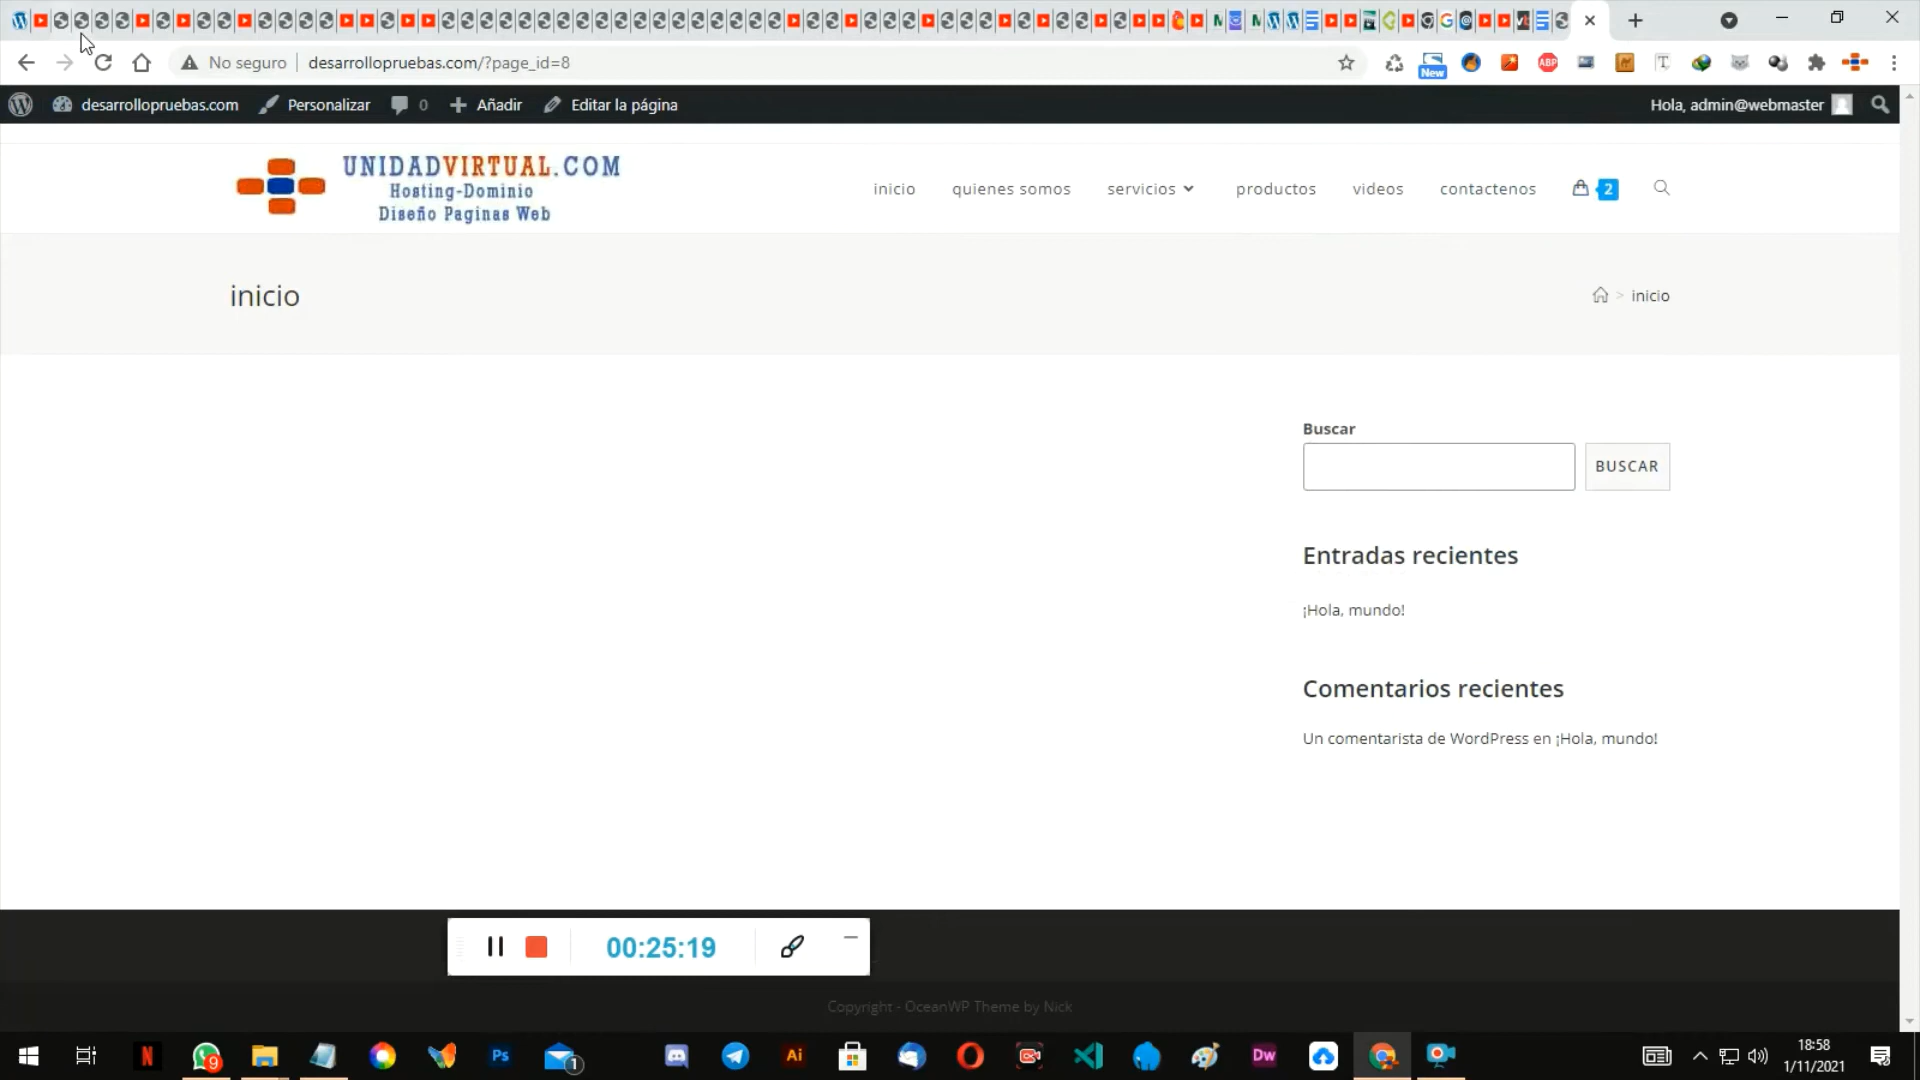 No seguro
desarrollopruebas.com/?page_id=8
ABP
New
desarrollopruebas.com
Personalizar
0
Añadir
Editar la página
Hola, admin@webmaster
UNIDADVIRTUAL.COM
Hosting-Dominio
Diseño Paginas Web
inicio
quienes somos
servicios
productos
videos
contactenos
2
inicio
> inicio
Buscar
BUSCAR
Entradas recientes
¡Hola, mundo!
Comentarios recientes
Un comentarista de WordPress en ¡Hola, mundo!
00:25:19
Copyright - OceanWP Theme by Nick
N
9
Ps
1
Ai
Dw
18:58
1/11/2021